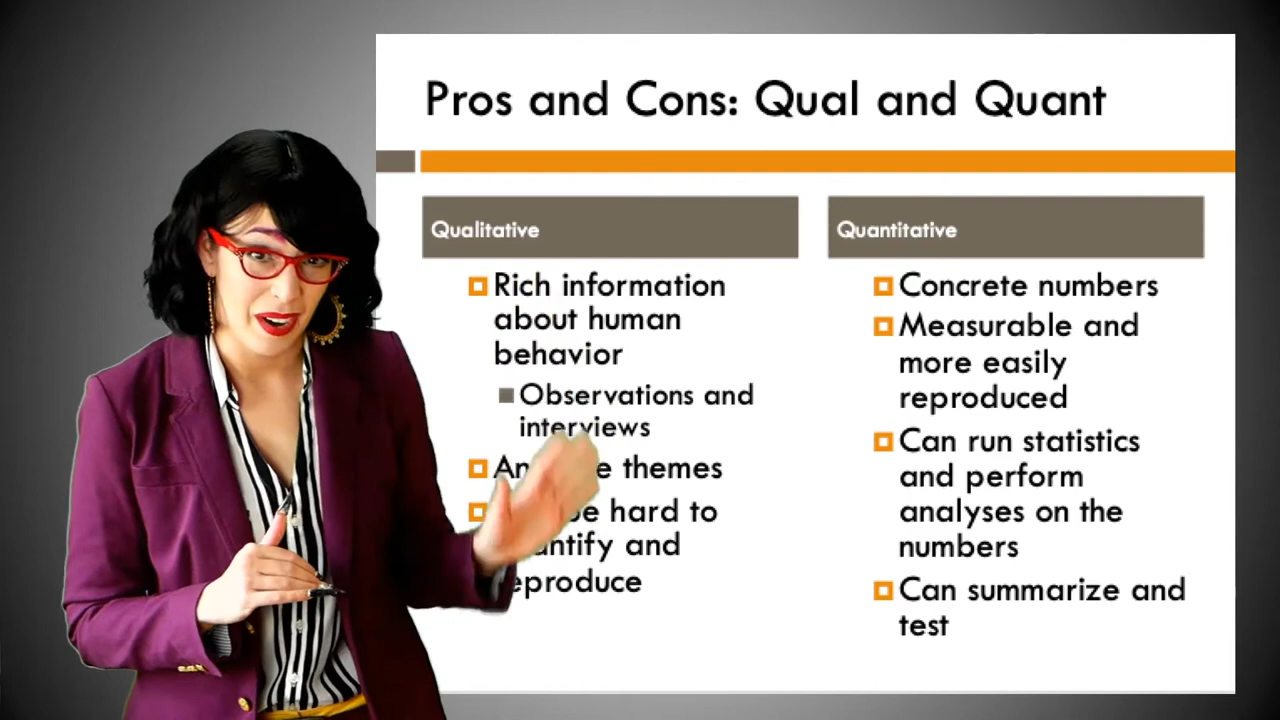 Pros and Cons: Qual and Quant
Qualitative
Rich information
about human
behavior
Observations and
interviews
themes
hard to
and
Quantitative
Concrete numbers
Measurable and
more easily
reproduced
Can run statistics
and perform
analyses on the
numbers
Can summarize and
test